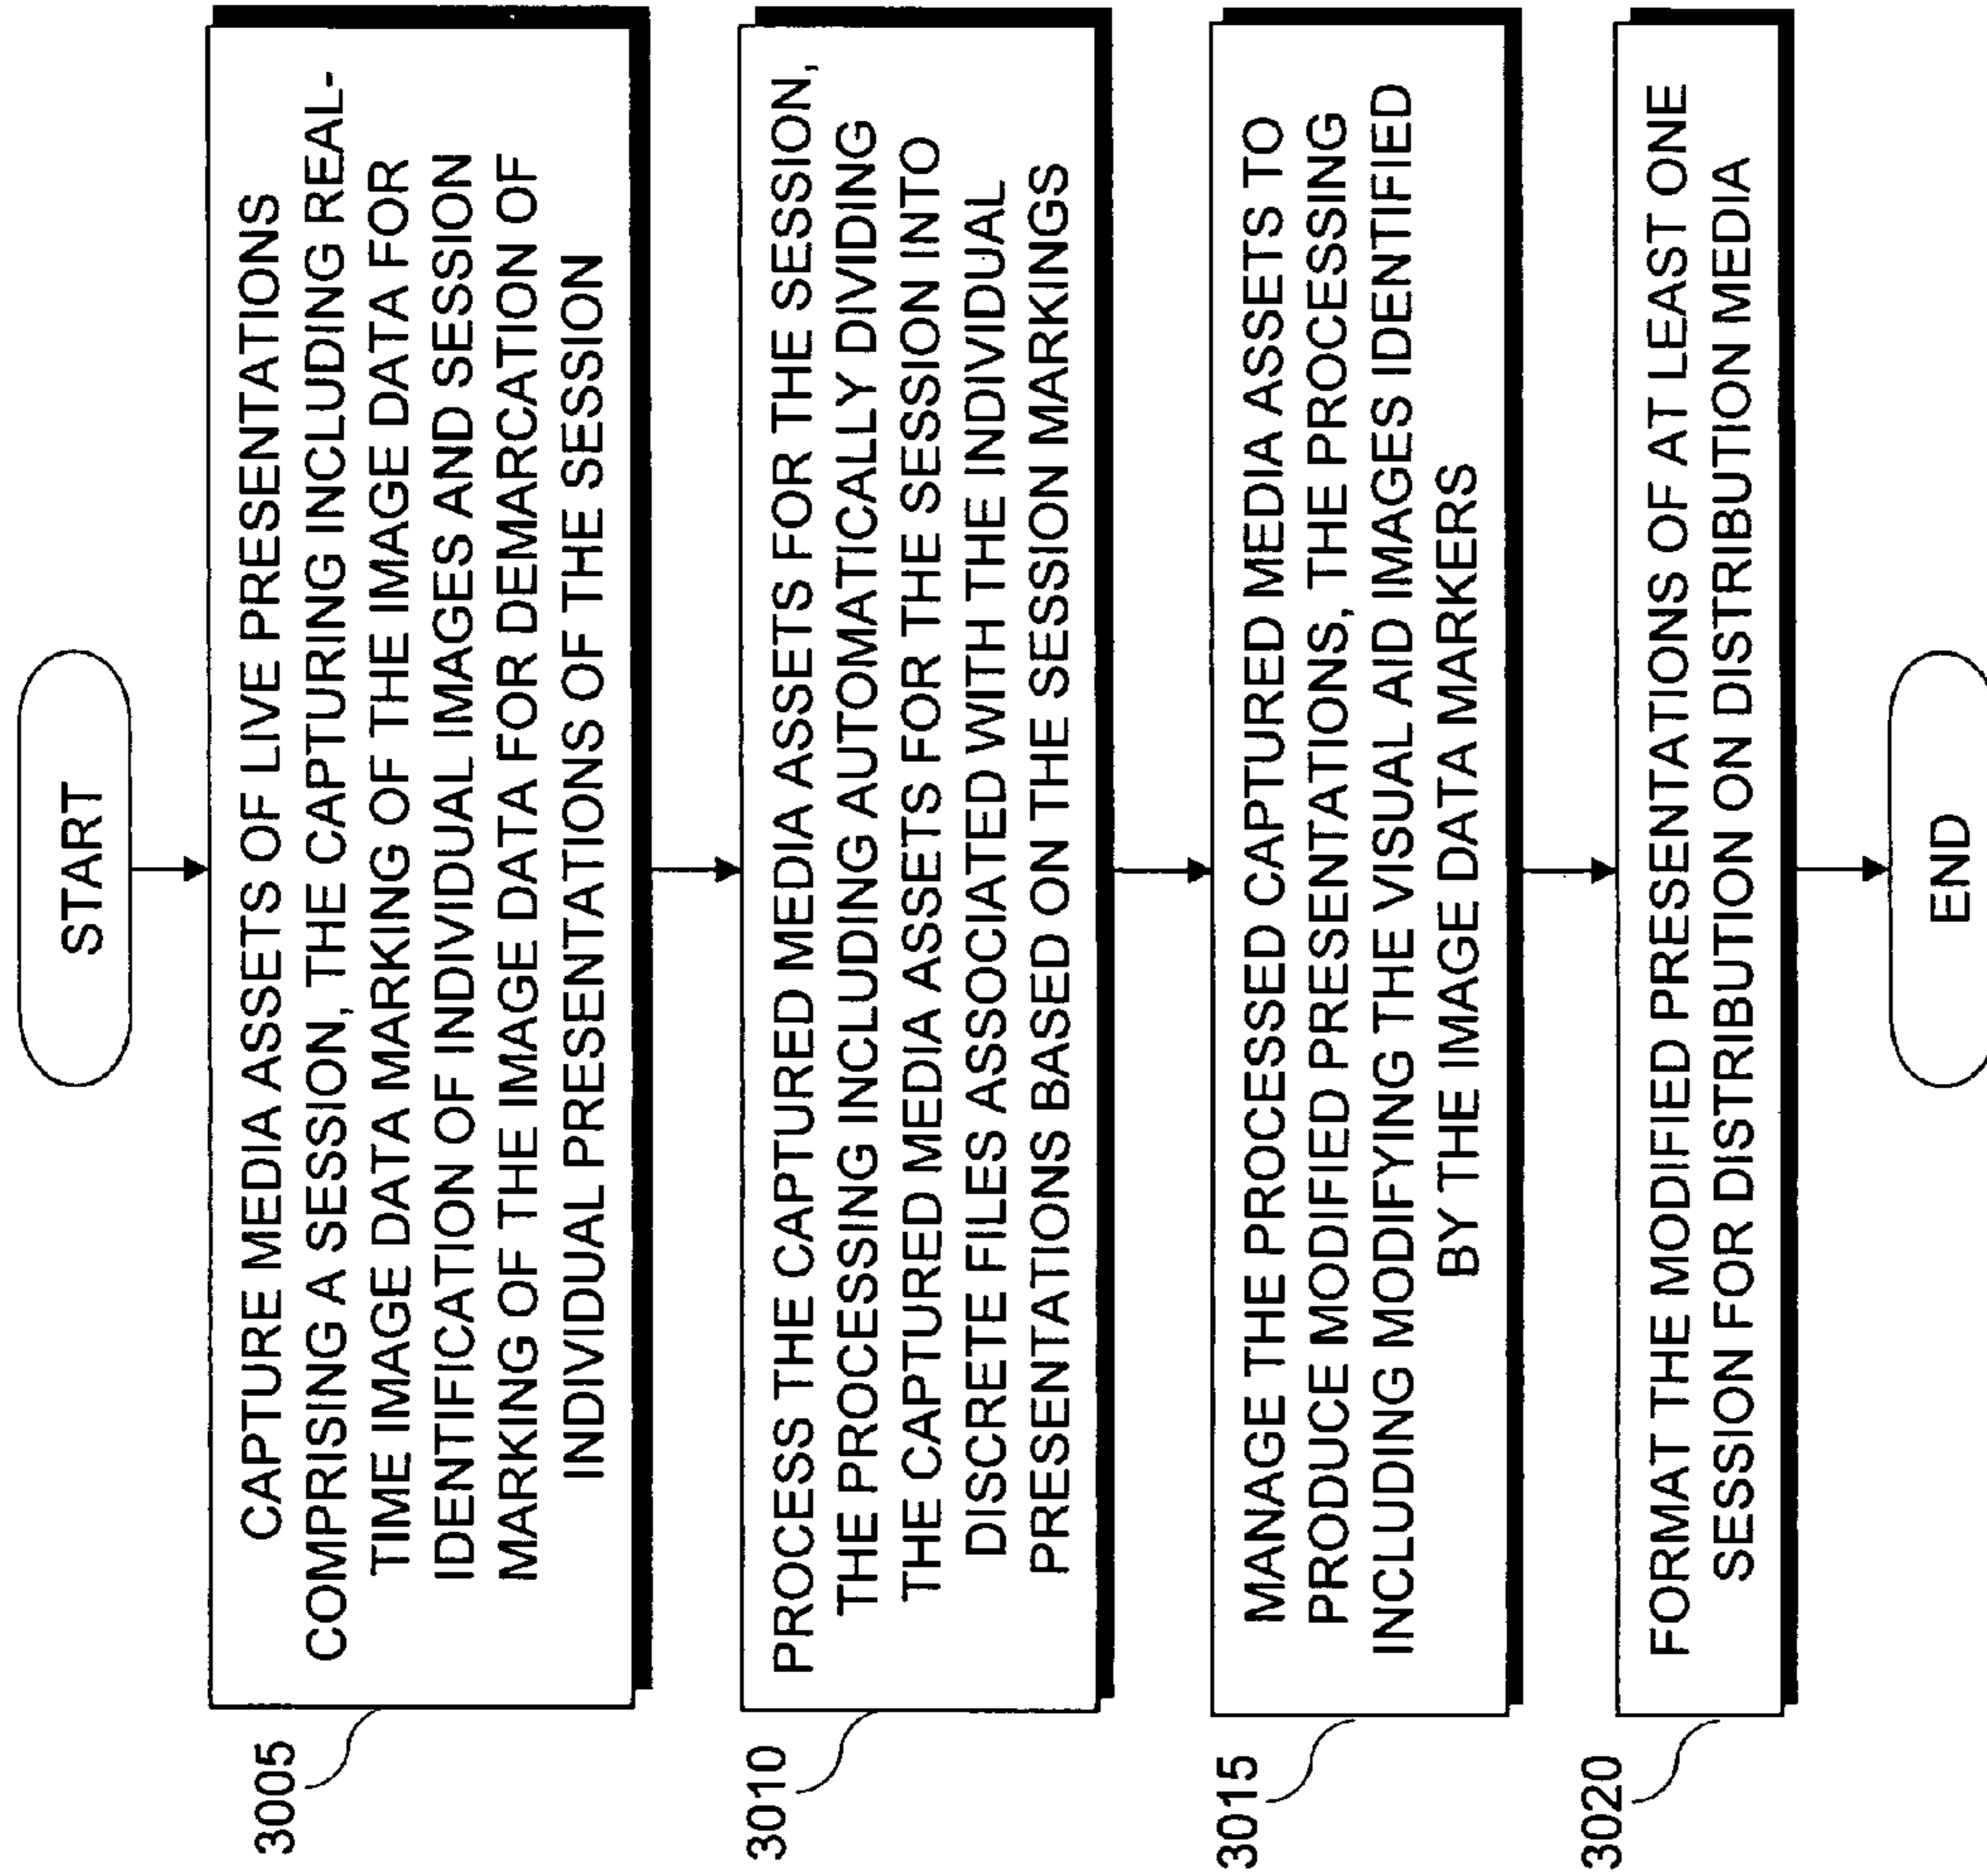 START
3005
CAPTURE MEDIA ASSETS OF LIVE PRESENTATIONS
COMPRISING A SESSION, THE CAPTURING INCLUDING REAL-
TIME IMAGE DATA MARKING OF THE IMAGE DATA FOR
IDENTIFICATION OF INDIVIDUAL IMAGES AND SESSION
MARKING OF THE IMAGE DATA FOR DEMARCATION OF
INDIVIDUAL PRESENTATIONS OF THE SESSION
3010
PROCESS THE CAPTURED MEDIA ASSETS FOR THE SESSION,
THE PROCESSING INCLUDING AUTOMATICALLY DIVIDING
THE CAPTURED MEDIA ASSETS FOR THE SESSION INTO
DISCRETE FILES ASSOCIATED WITH THE INDIVIDUAL
PRESENTATIONS BASED ON THE SESSION MARKINGS
3015
MANAGE THE PROCESSED CAPTURED MEDIA ASSETS TO
PRODUCE MODIFIED PRESENTATIONS, THE PROCESSING
INCLUDING MODIFYING THE VISUAL AID IMAGES IDENTIFIED
BY THE IMAGE DATA MARKERS
3020
FORMAT THE MODIFIED PRESENTATIONS OF AT LEAST ONE
SESSION FOR DISTRIBUTION ON DISTRIBUTION MEDIA
END